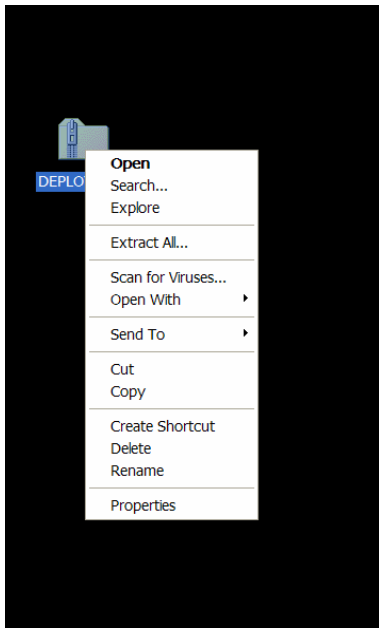 DEPLO
Open
Search...
Explore
Extract All...
Scan for Viruses...
Open With
Send To
Cut
Copy
Create Shortcut
Delete
Rename
Properties